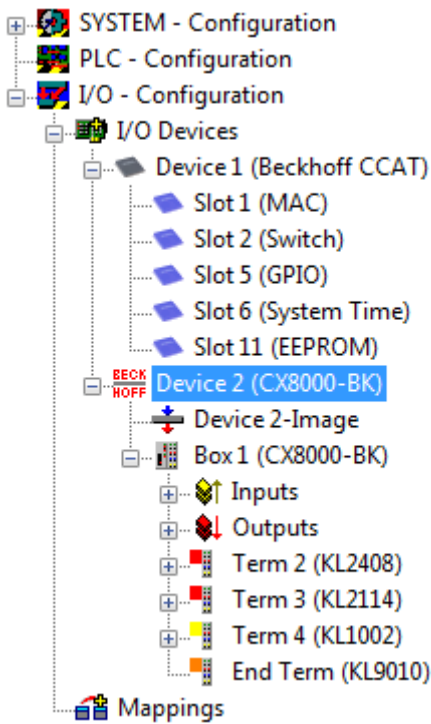 SYSTEM - Configuration
PLC - Configuration
I/O - Configuration
I/O Devices
Device 1 (Beckhoff CCAT)
Slot 1 (MAC)
Slot 2 (Switch)
Slot 5 (GPIO)
Slot 6 (System Time)
Slot 11 (EEPROM)
BECK
HOFF
Device 2 (CX8000-BK)
Device 2-Image
Box 1 (CX8000-BK)
Inputs
Outputs
Term 2 (KL2408)
Term 3 (KL2114)
Term 4 (KL1002)
End Term (KL9010)
Mappings